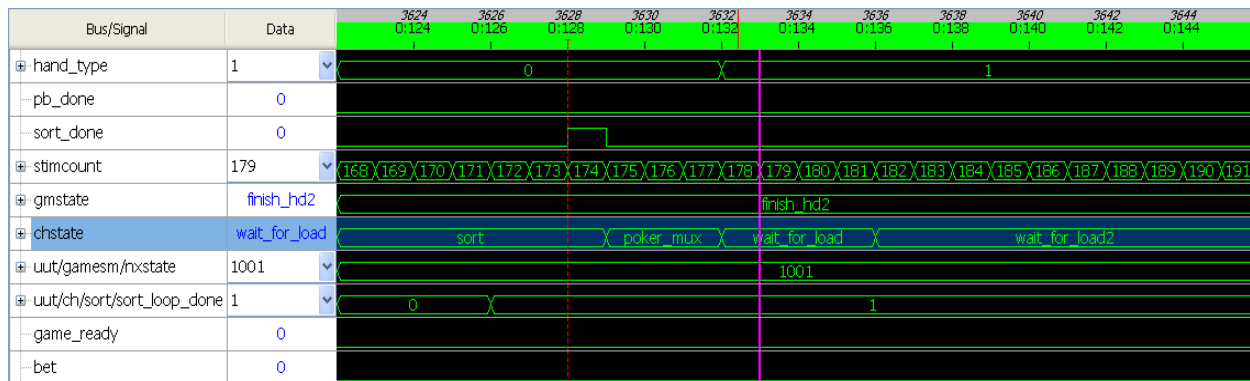 3624 3626 3628 3630 3632 3634 3636 3638 3640 3642 3644
Bus/Signal Data 0:124 0:126 0:128 0:130 0:132 0:134 0:136 0:138 0:140 0:142 0:144
hand_type 1 0 1
pb_done 0
sort_done 0
stimcount 179 168 169 170 171 172 173 174 175 176 177 178 179 180 181 182 183 184 185 186 187 188 189 190 191
gmstate finish_hd2 finish_hd2
chstate wait_for_load sort poker_mux wait_for_load wait_for_load2
uut/gamesm/nxstate 1001 1001
uut/ch/sort/sort_loop_done 1 0 1
game_ready 0
bet 0